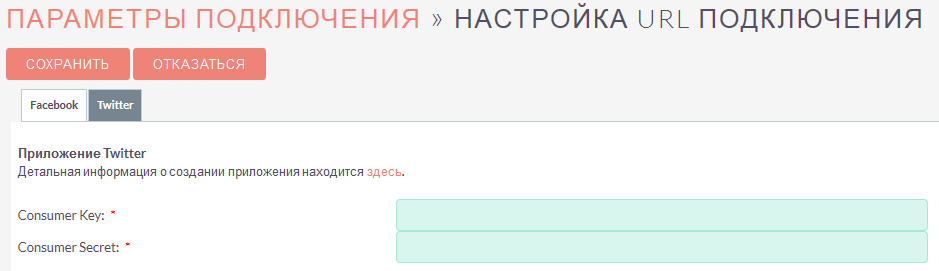 ПАРАМЕТРЫ ПОДКЛЮЧЕНИЯ » НАСТРОЙКА URL ПОДКЛЮЧЕНИЯ
СОХРАНИТЬ ОТКАЗАТЬСЯ
Facebook Twitter
Приложение Twitter
Детальная информация о создании приложения находится здесь.
Consumer Key: *
Consumer Secret: *